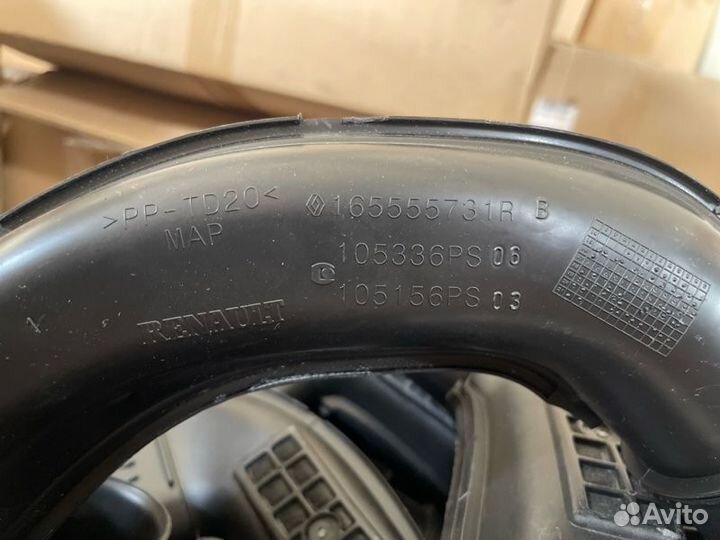 >PP-TD20<
MAP
165555731R B
105336PS 06
105156PS 03
RENAULT
Avito